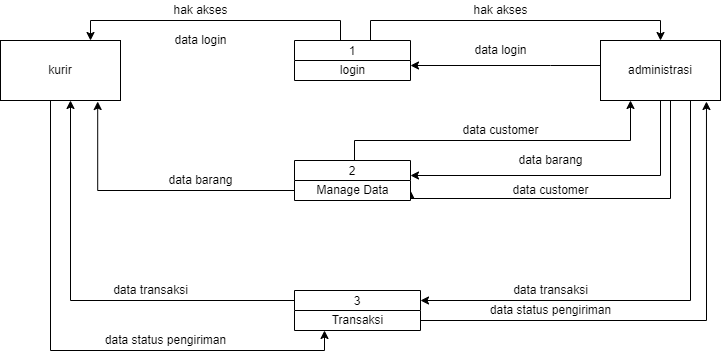 hak akses
hak akses
data login
kurir
1
login
data login
administrasi
data customer
data barang
2
Manage Data
data barang
data customer
data transaksi
3
Transaksi
data transaksi
data status pengiriman
data status pengiriman